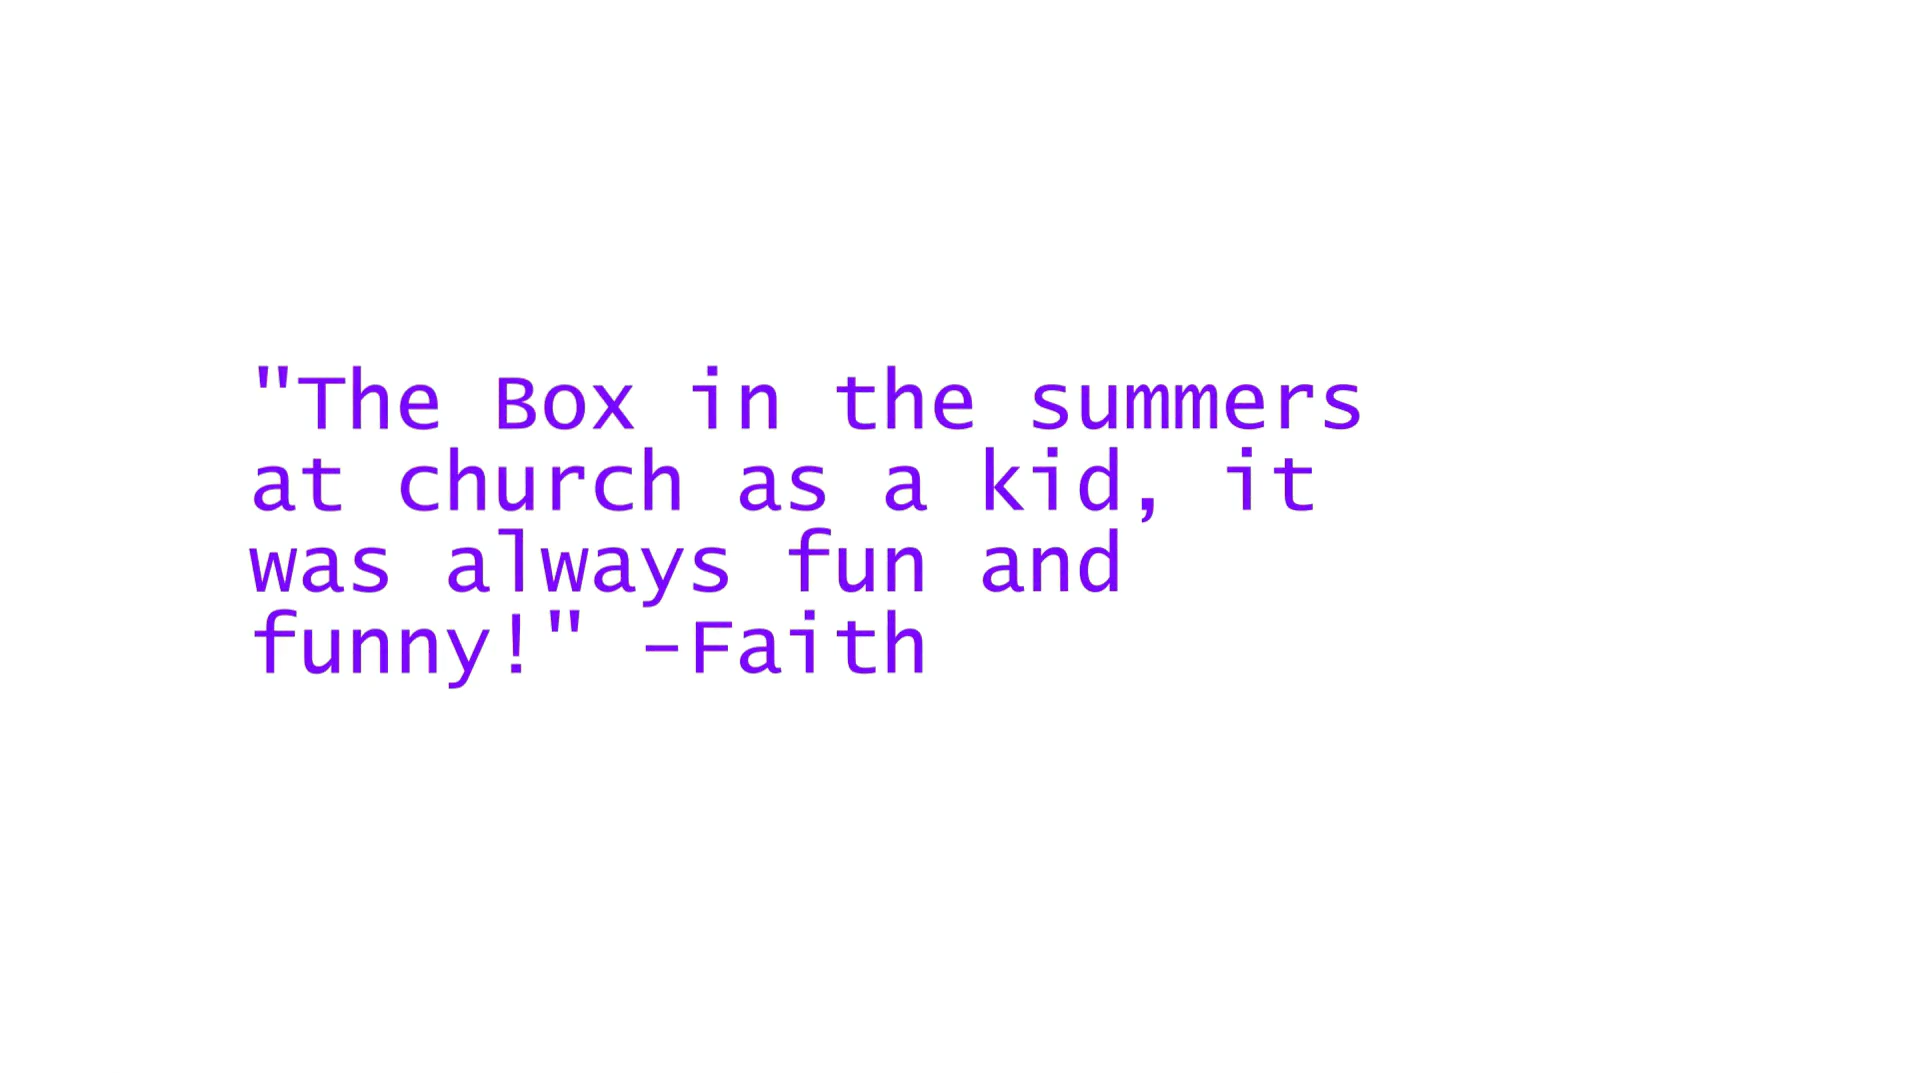 "The Box in the summers
at church as a kid, it
was always fun and
funny!" -Faith